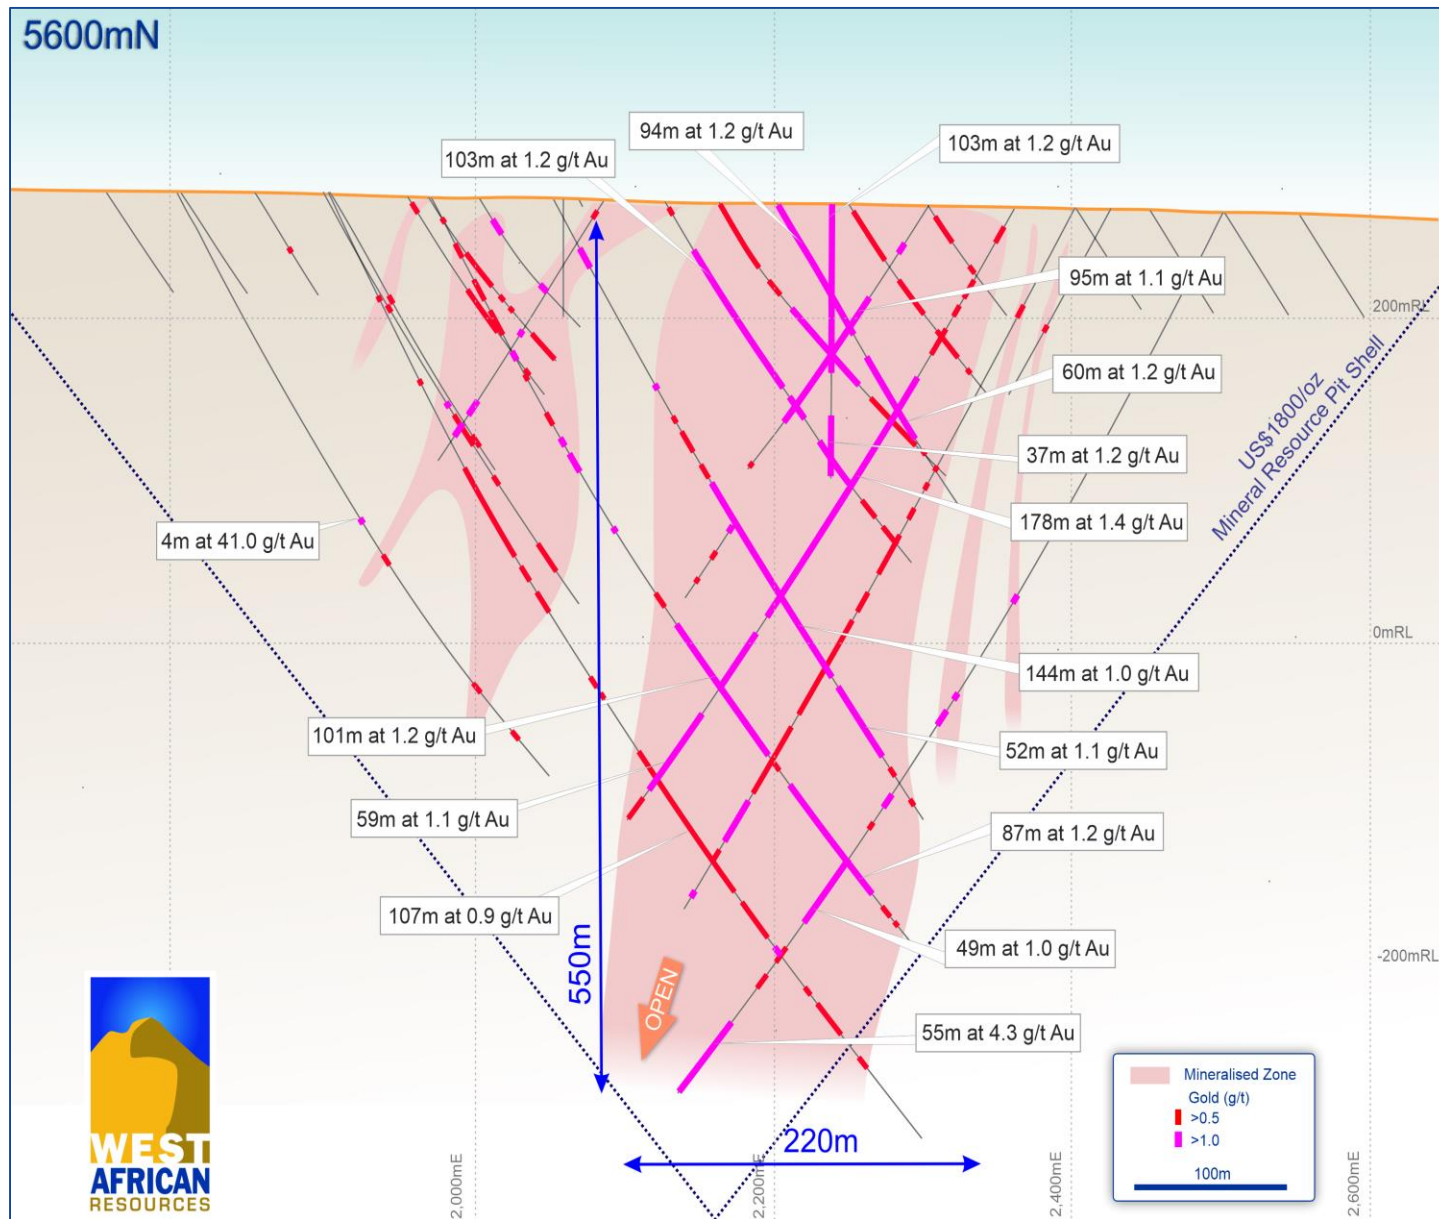 5600mN
94m at 1.2 g/t Au
103m at 1.2 g/t Au
103m at 1.2 g/t Au
95m at 1.1 g/t Au
200mRL
60m at 1.2 g/t Au
US$1800/oz
Mineral Resource Pit Shell
37m at 1.2 g/t Au
178m at 1.4 g/t Au
4m at 41.0 g/t Au
0mRL
144m at 1.0 g/t Au
101m at 1.2 g/t Au
52m at 1.1 g/t Au
59m at 1.1 g/t Au
87m at 1.2 g/t Au
107m at 0.9 g/t Au
49m at 1.0 g/t Au
-200mRL
550m
OPEN
55m at 4.3 g/t Au
220m
2,000mE
2,200mE
2,400mE
2,600mE
Mineralised Zone
Gold (g/t)
>0.5
>1.0
100m
WEST
AFRICAN
RESOURCES